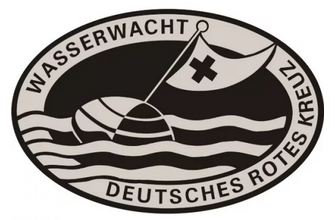 WASSERWACHT
DEUTSCHES ROTES KREUZ